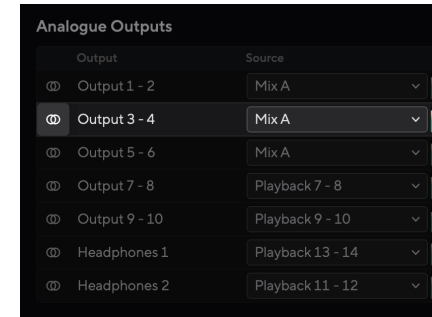 Analogue Outputs
Output Source
Output 1 - 2 Mix A
Output 3 - 4 Mix A
Output 5 - 6 Mix A
Output 7 - 8 Playback 7 - 8
Output 9 - 10 Playback 9 - 10
Headphones 1 Playback 13 - 14
Headphones 2 Playback 11 - 12